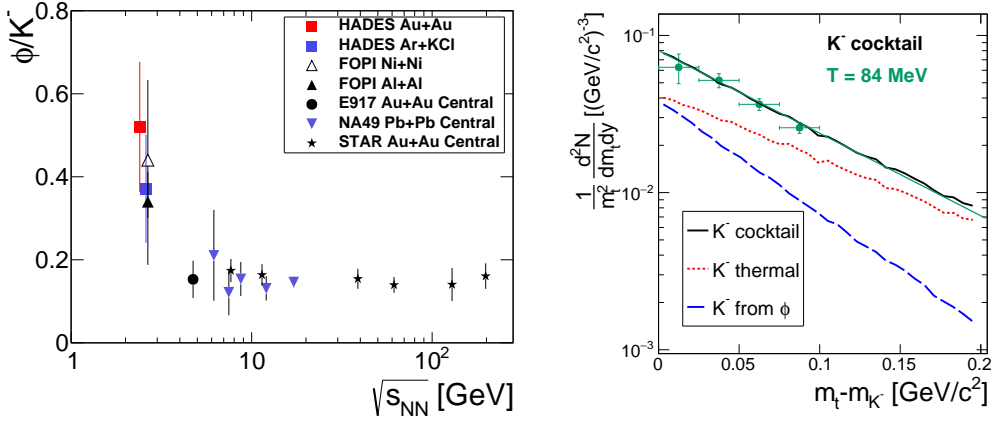 ϕ/K⁻
0.8
0.6
0.4
0.2
0
1
10
10²
√s_NN [GeV]
HADES Au+Au
HADES Ar+KCl
FOPI Ni+Ni
FOPI Al+Al
E917 Au+Au Central
NA49 Pb+Pb Central
STAR Au+Au Central
1/m_t² d²N/dm_tdy [(GeV/c²)⁻³]
10⁻¹
10⁻²
10⁻³
K⁻ cocktail
T = 84 MeV
K⁻ cocktail
K⁻ thermal
K⁻ from ϕ
0
0.05
0.1
0.15
0.2
m_t-m_K⁻ [GeV/c²]